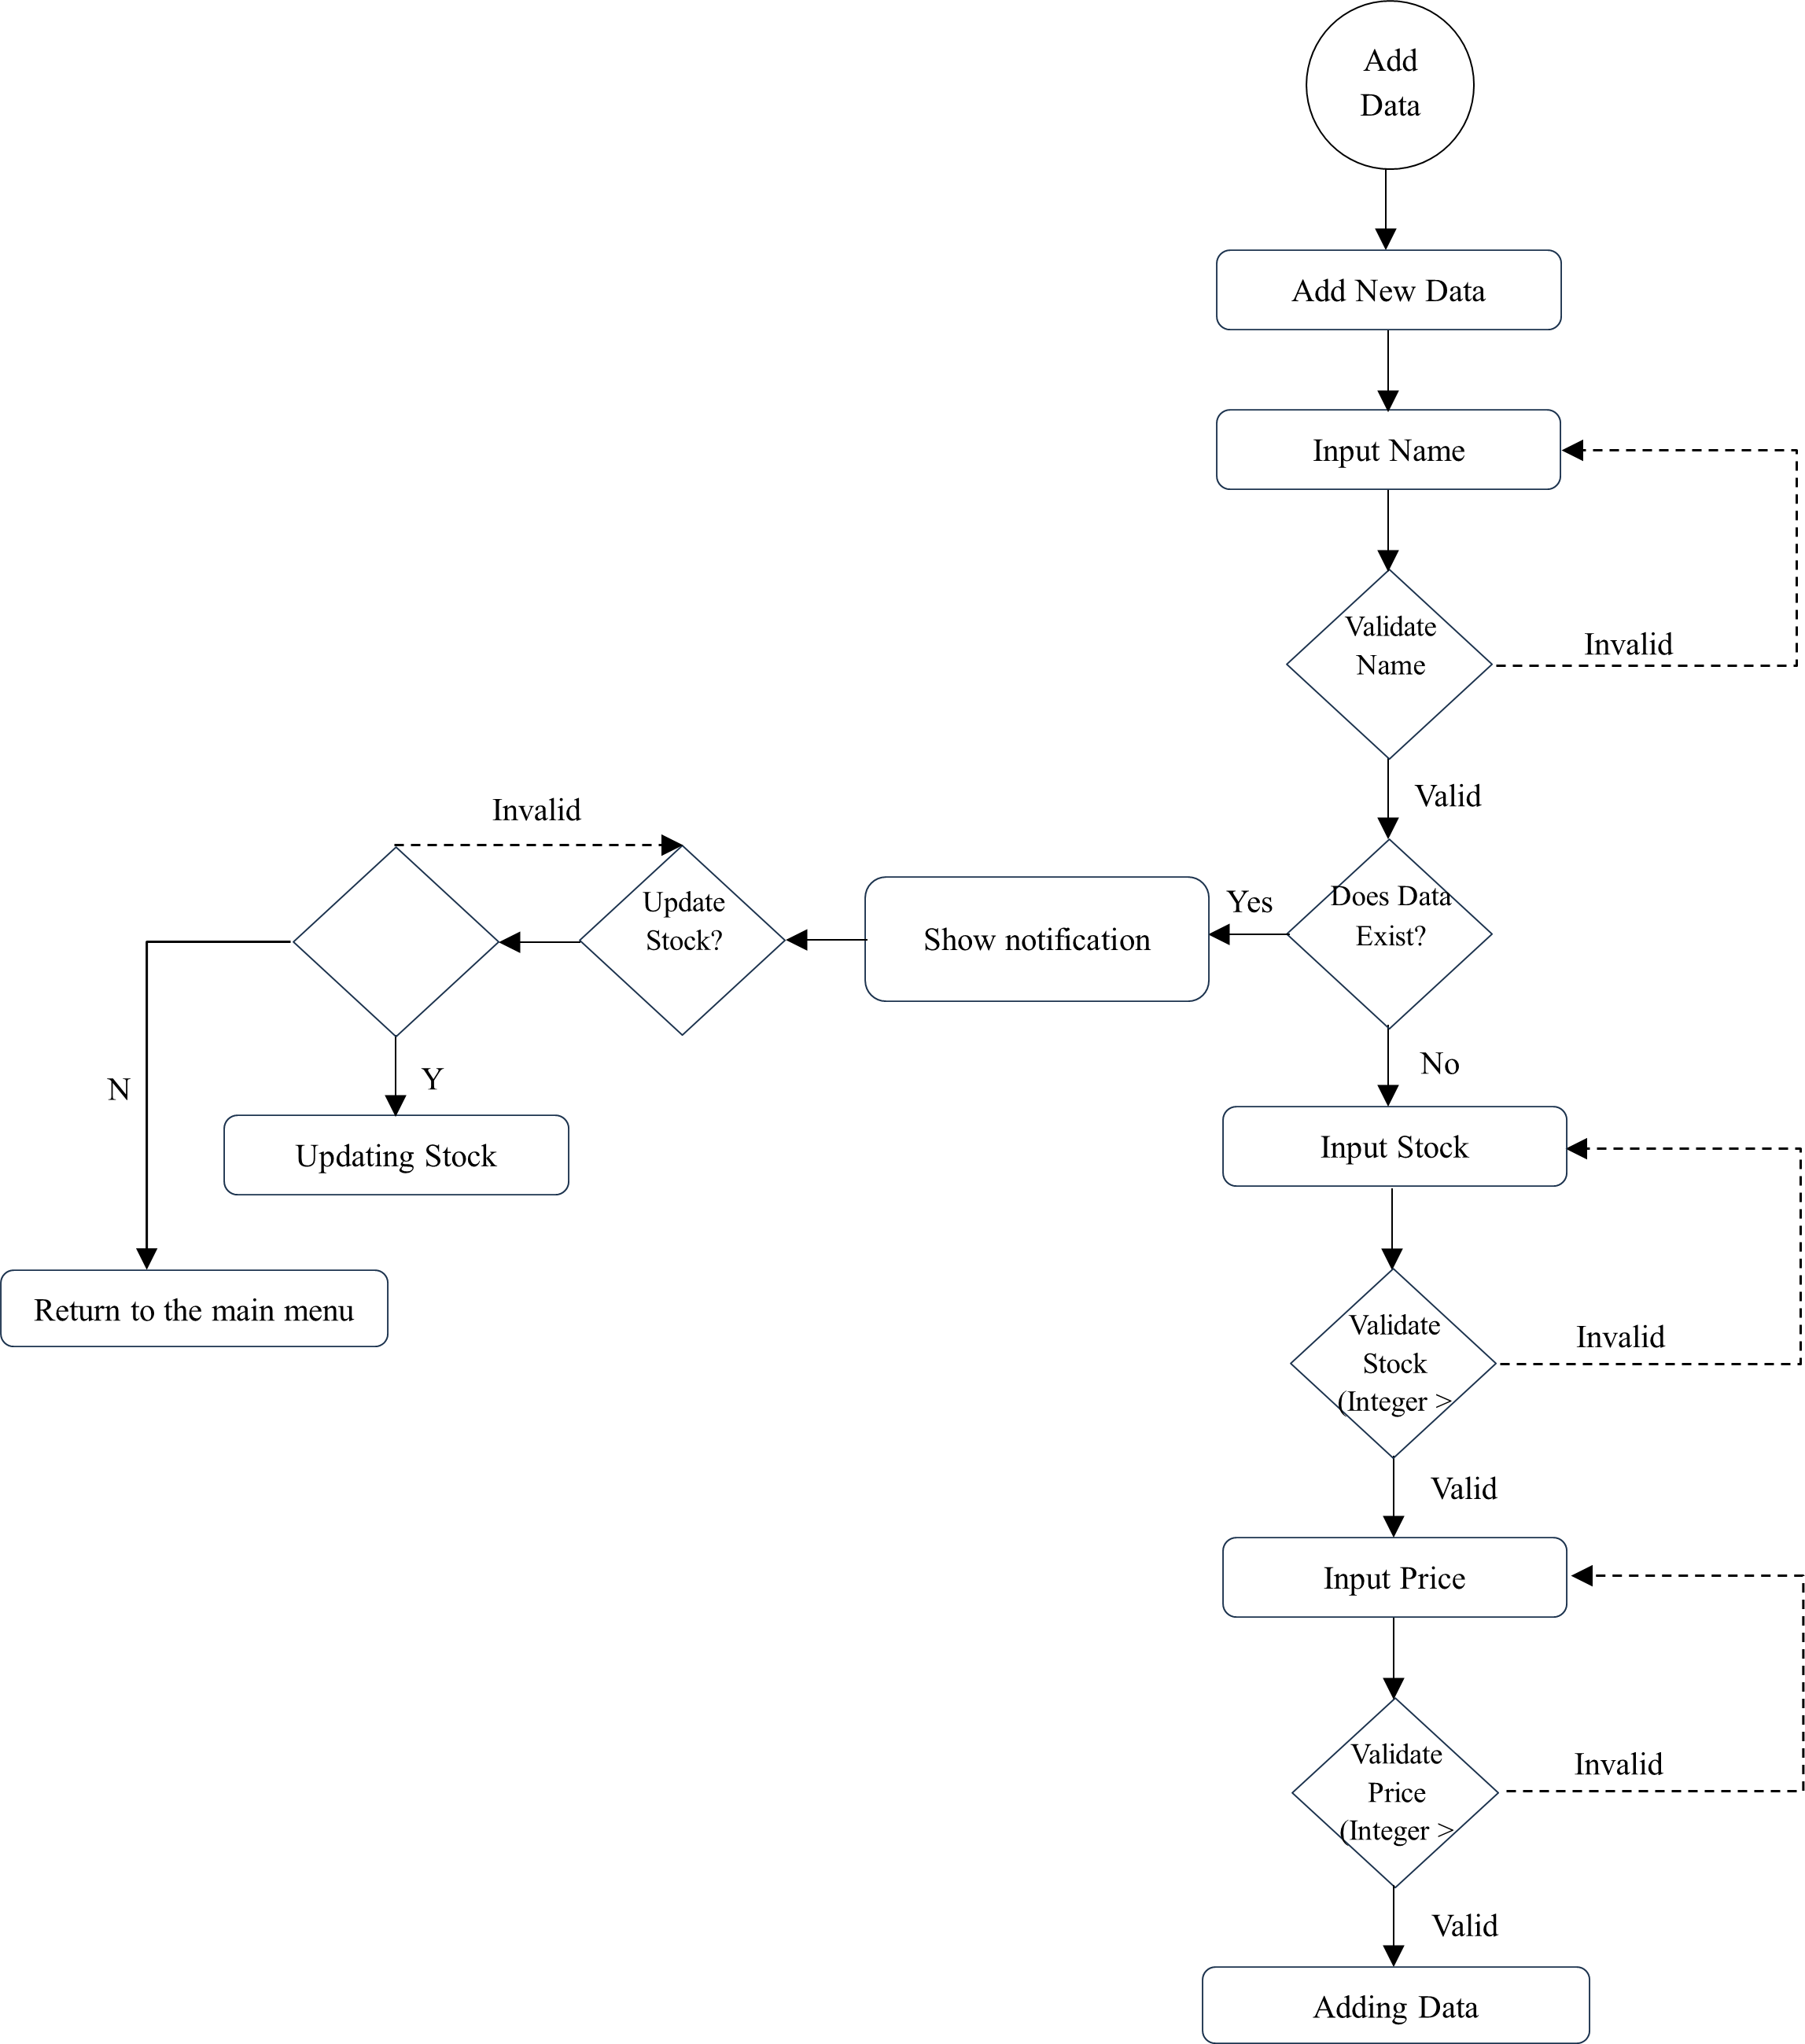 Add
Data
Add New Data
Input Name
Validate
Name
Invalid
Valid
Invalid
Update
Stock?
Show notification
Yes
Does Data
Exist?
No
N
Y
Updating Stock
Input Stock
Return to the main menu
Validate
Stock
(Integer >
Invalid
Valid
Input Price
Validate
Price
(Integer >
Invalid
Valid
Adding Data